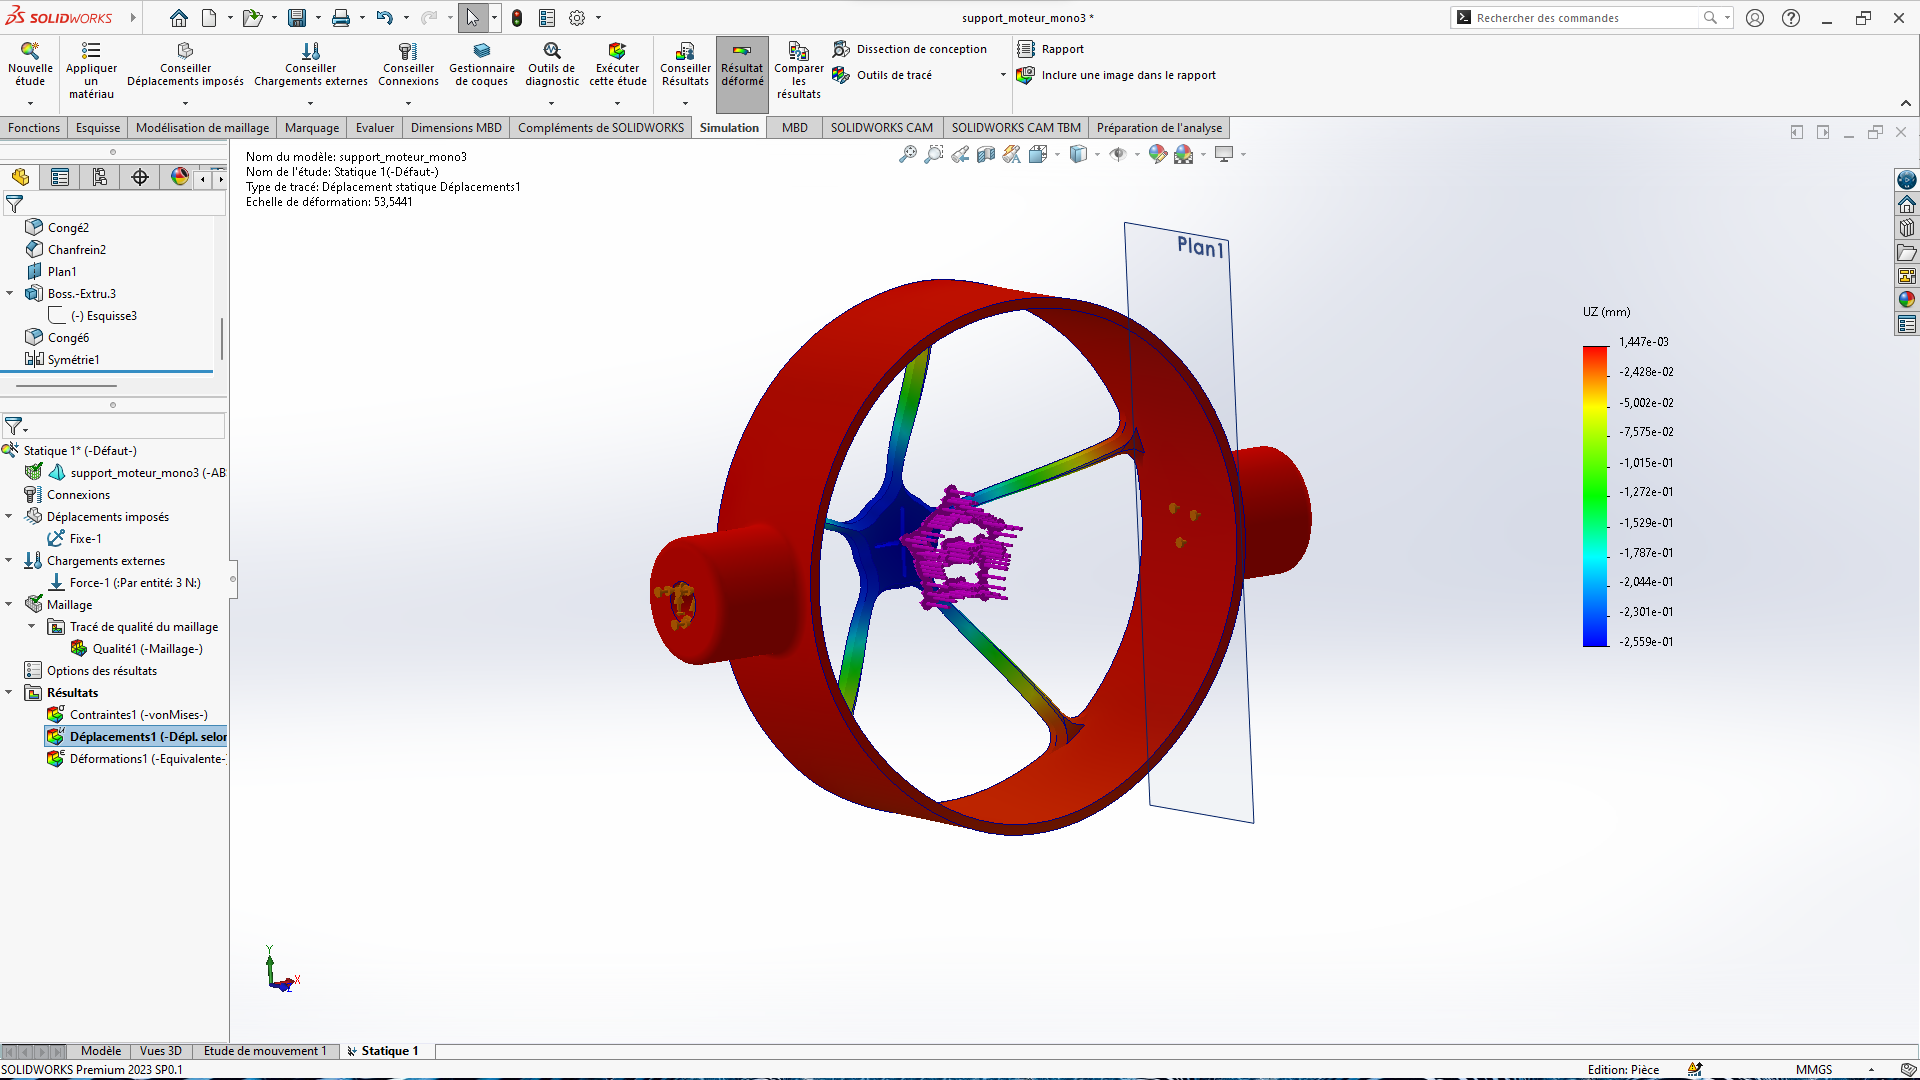 SOLIDWORKS
support_moteur_mono3 *
Rechercher des commandes
Nouvelle étude
Appliquer un matériau
Conseiller Déplacements imposés
Conseiller Chargements externes
Conseiller Connexions
Gestionnaire de coques
Outils de diagnostic
Exécuter cette étude
Conseiller Résultats
Résultat déformé
Comparer les résultats
Dissection de conception
Outils de tracé
Rapport
Inclure une image dans le rapport
Fonctions
Esquisse
Modélisation de maillage
Marquage
Evaluer
Dimensions MBD
Compléments de SOLIDWORKS
Simulation
MBD
SOLIDWORKS CAM
SOLIDWORKS CAM TBM
Préparation de l'analyse
Nom du modèle: support_moteur_mono3
Nom de l'étude: Statique 1(-Défaut-)
Type de tracé: Déplacement statique Déplacements1
Echelle de déformation: 53,5441
Congé2
Chanfrein2
Plan1
Boss.-Extru.3
(-) Esquisse3
Congé6
Symétrie1
Statique 1* (-Défaut-)
support_moteur_mono3 (-AB
Connexions
Déplacements imposés
Fixe-1
Chargements externes
Force-1 (:Par entité: 3 N:)
Maillage
Tracé de qualité du maillage
Qualité1 (-Maillage-)
Options des résultats
Résultats
Contraintes1 (-vonMises-)
Déplacements1 (-Dépl. selon
Déformations1 (-Equivalente-
Plan1
UZ (mm)
1,447e-03
-2,428e-02
-5,002e-02
-7,575e-02
-1,015e-01
-1,272e-01
-1,529e-01
-1,787e-01
-2,044e-01
-2,301e-01
-2,559e-01
Y
X
Z
Modèle
Vues 3D
Etude de mouvement 1
Statique 1
SOLIDWORKS Premium 2023 SP0.1
Edition: Pièce
MMGS